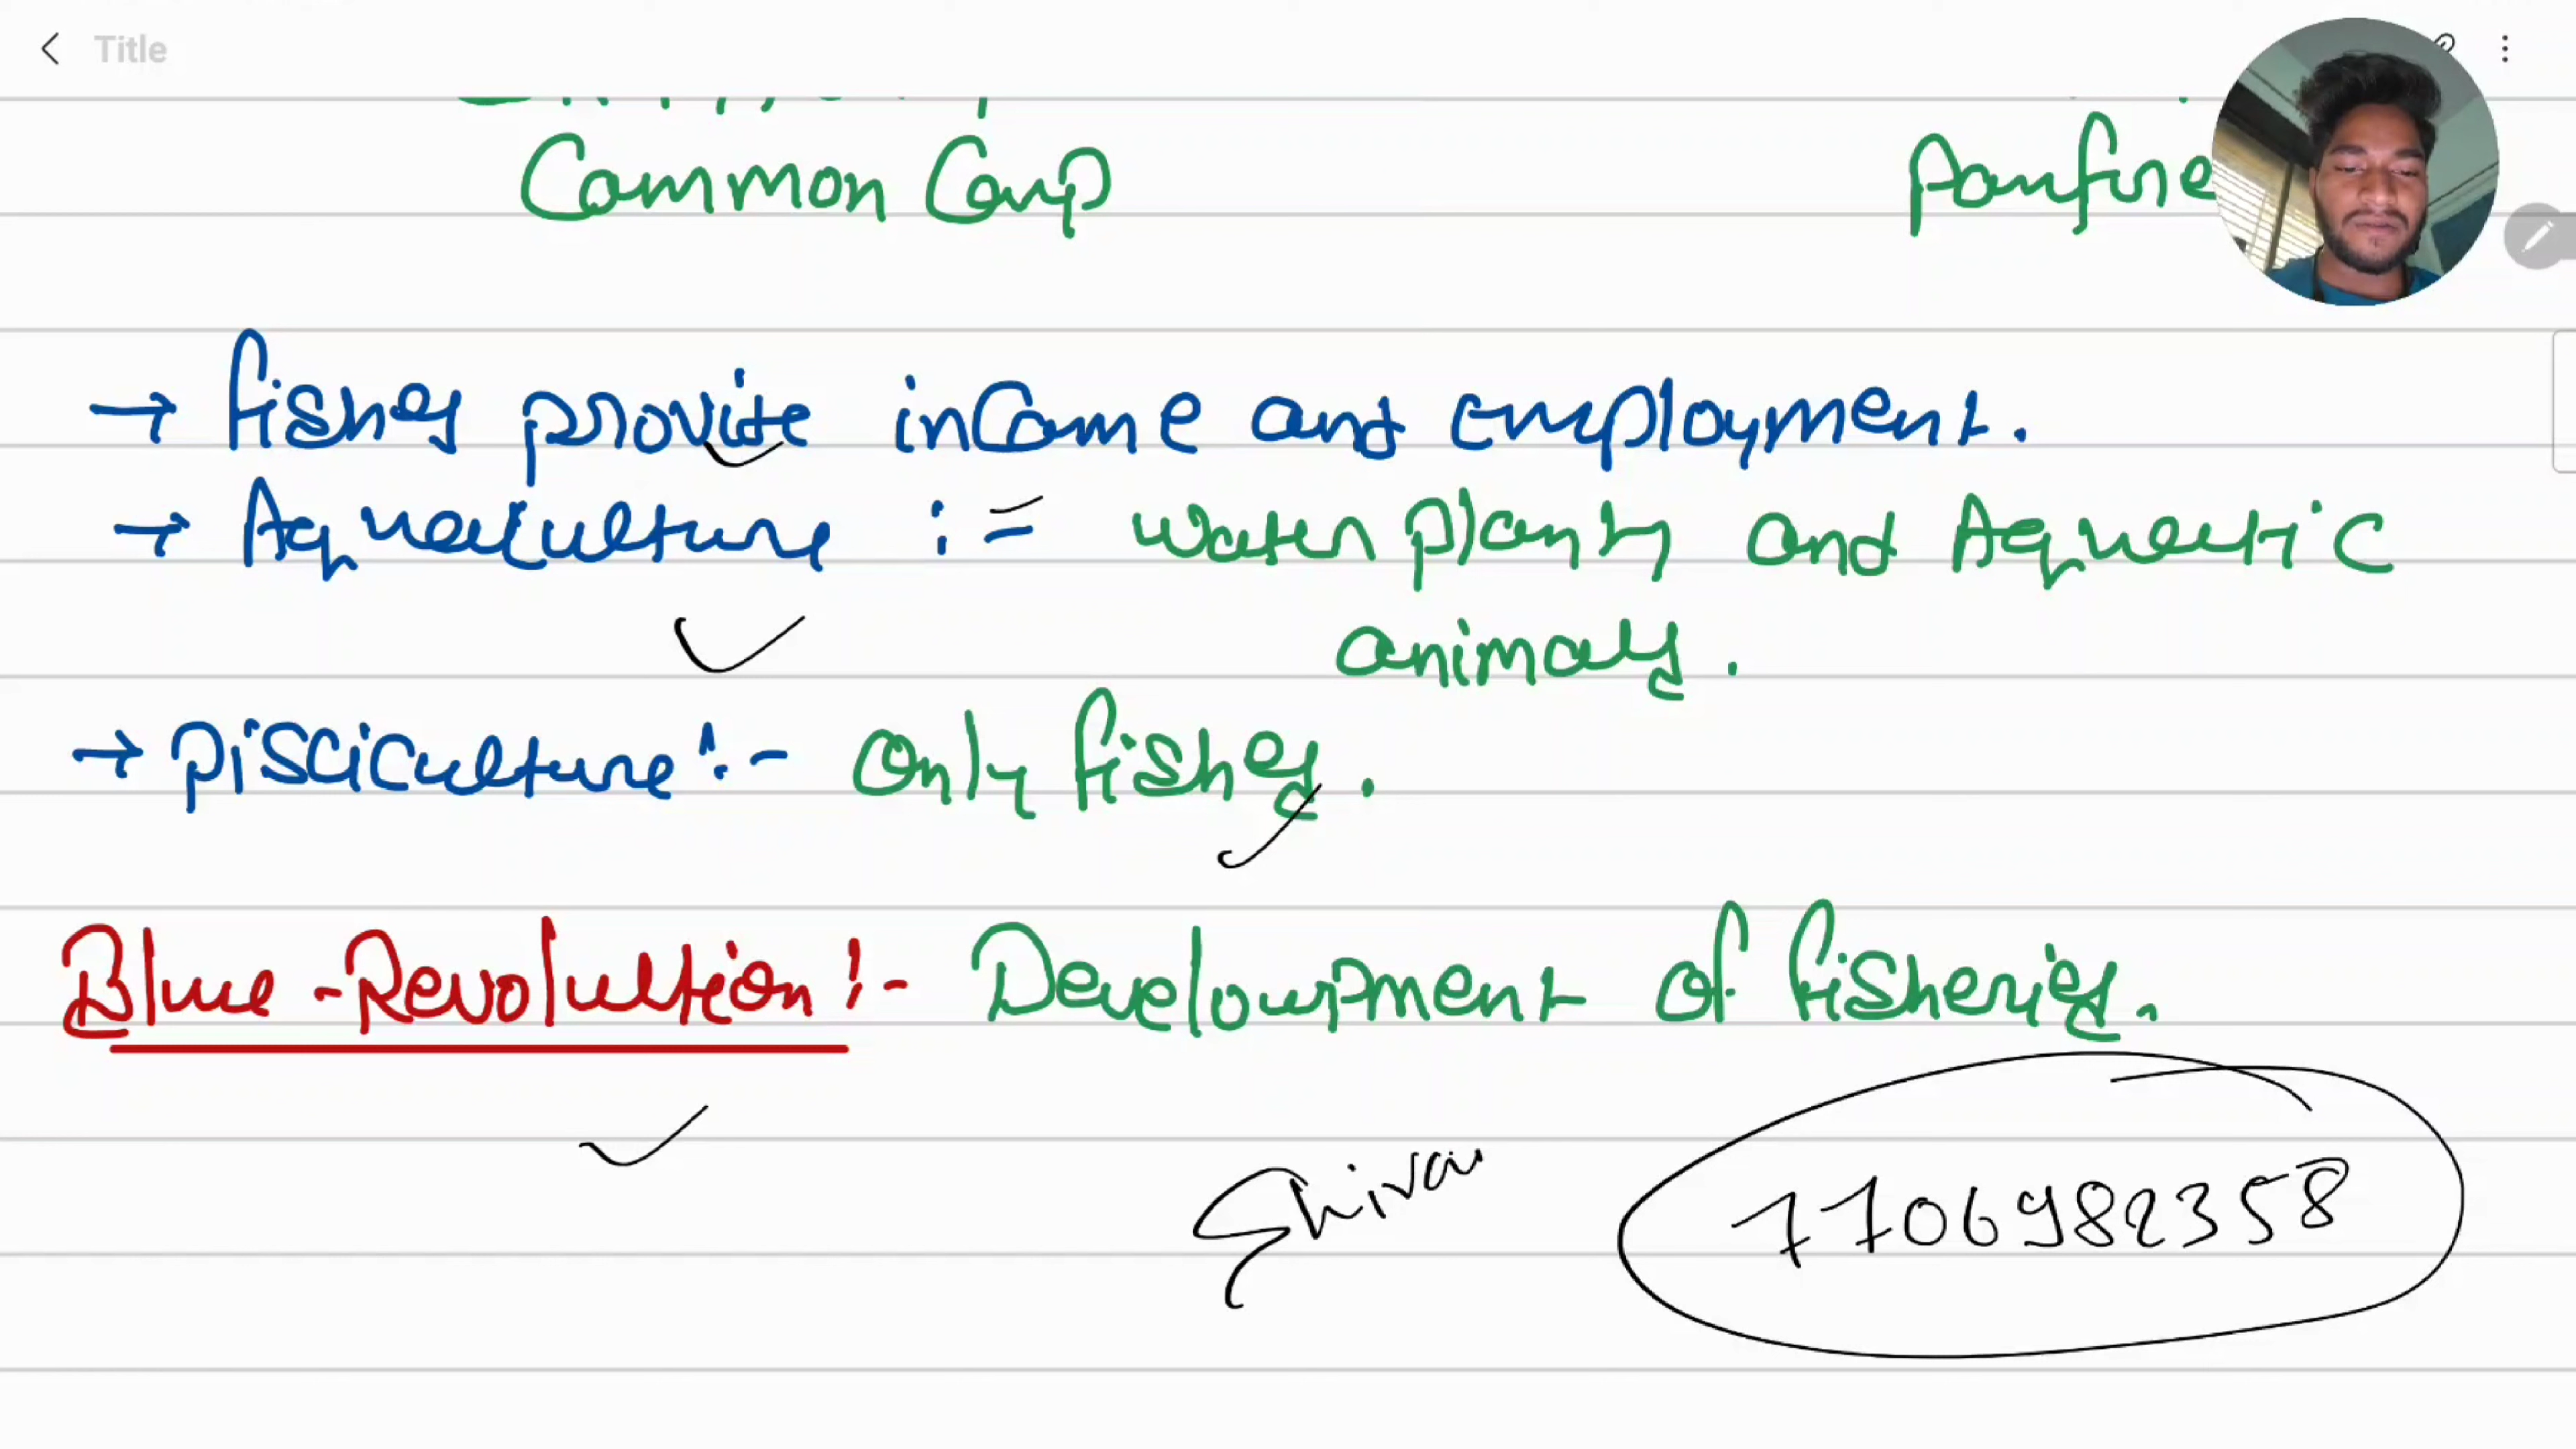 Title
Common Carp
→ fishes provide income and employment.
→ Aquaculture :- water plants and Aquatic
animals.
→ pisciculture :- only fishes.
Blue-Revolution :- Development of fisheries.
Shiva 7706982358